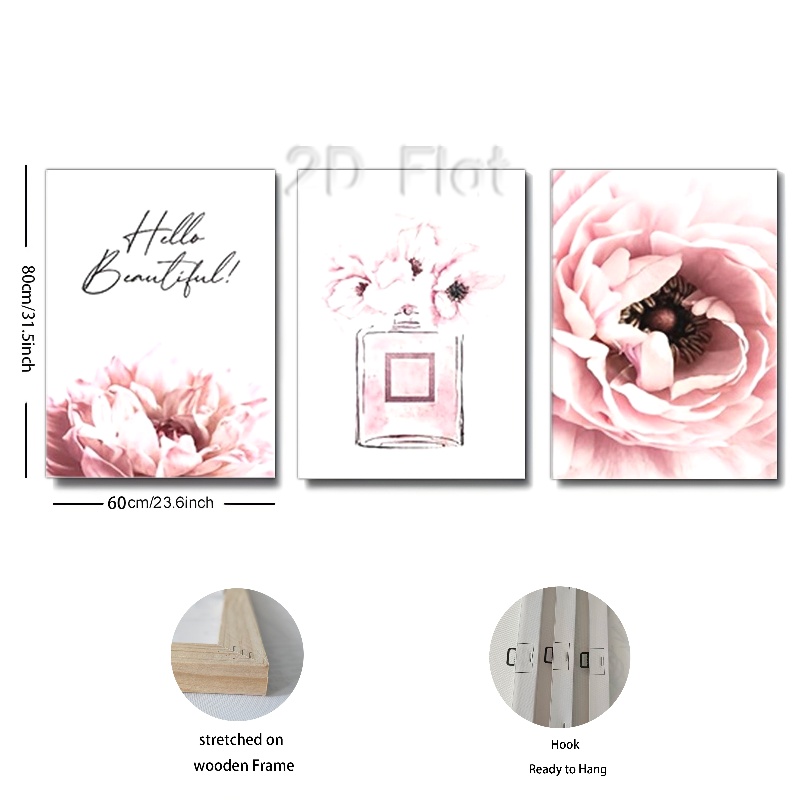 2D Flat
Hello
Beautiful!
80cm/31.5inch
60cm/23.6inch
stretched on
wooden Frame
Hook
Ready to Hang